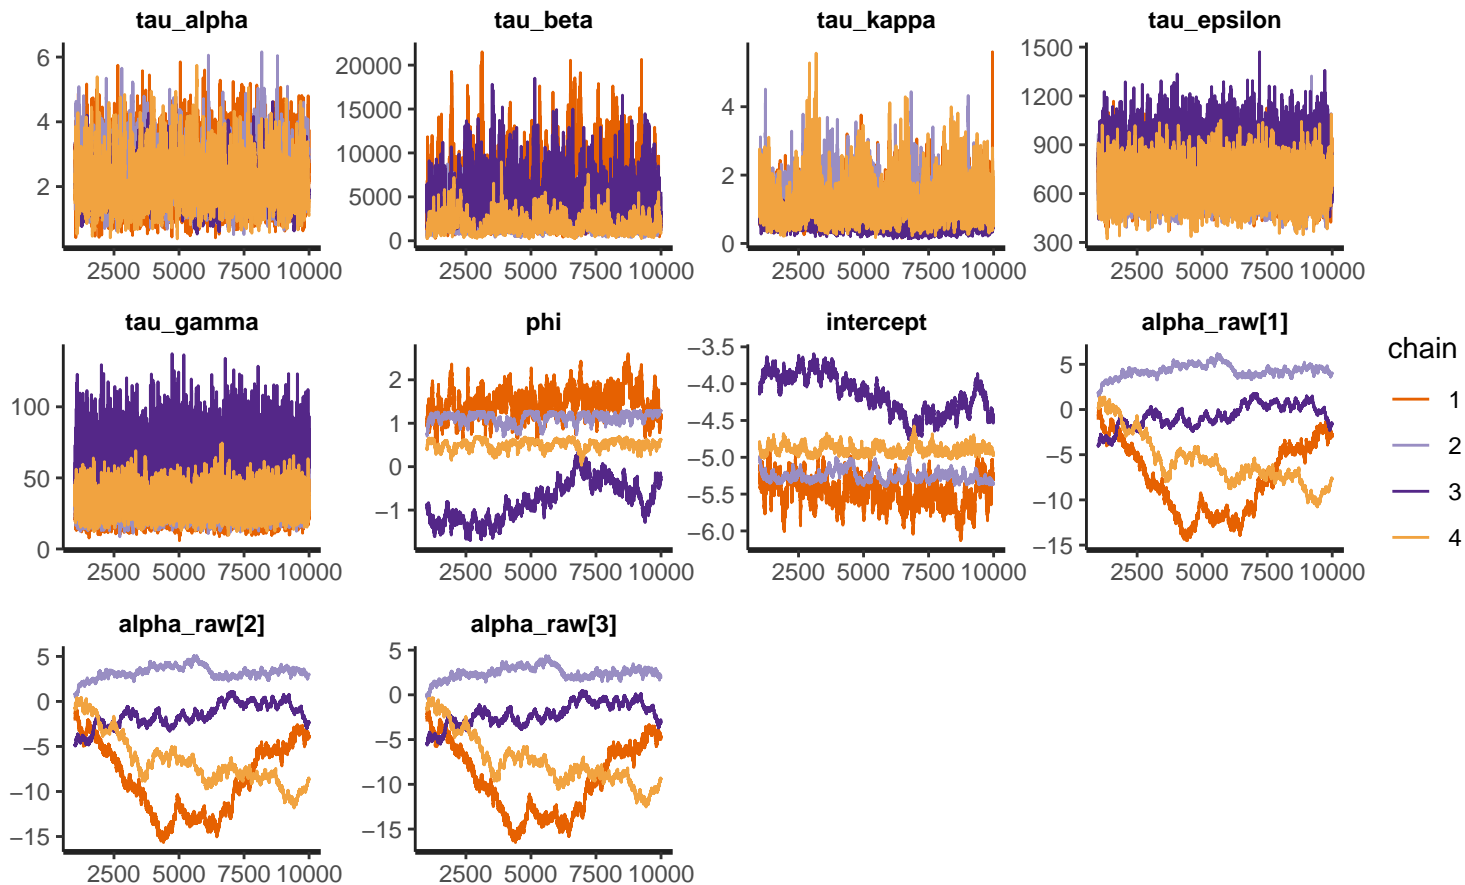 tau_alpha tau_beta tau_kappa tau_epsilon
6 4 2
20000 15000 10000 5000 0
4 2 0
1500 1200 900 600 300
2500 5000 7500 10000 2500 5000 7500 10000 2500 5000 7500 10000 2500 5000 7500 10000
tau_gamma phi intercept alpha_raw[1]
100 50 0
2 1 0 −1
−3.5 −4.0 −4.5 −5.0 −5.5 −6.0
5 0 −5 −10 −15
2500 5000 7500 10000 2500 5000 7500 10000 2500 5000 7500 10000 2500 5000 7500 10000
chain
1
2
3
4
alpha_raw[2] alpha_raw[3]
5 0 −5 −10 −15
5 0 −5 −10 −15
2500 5000 7500 10000 2500 5000 7500 10000